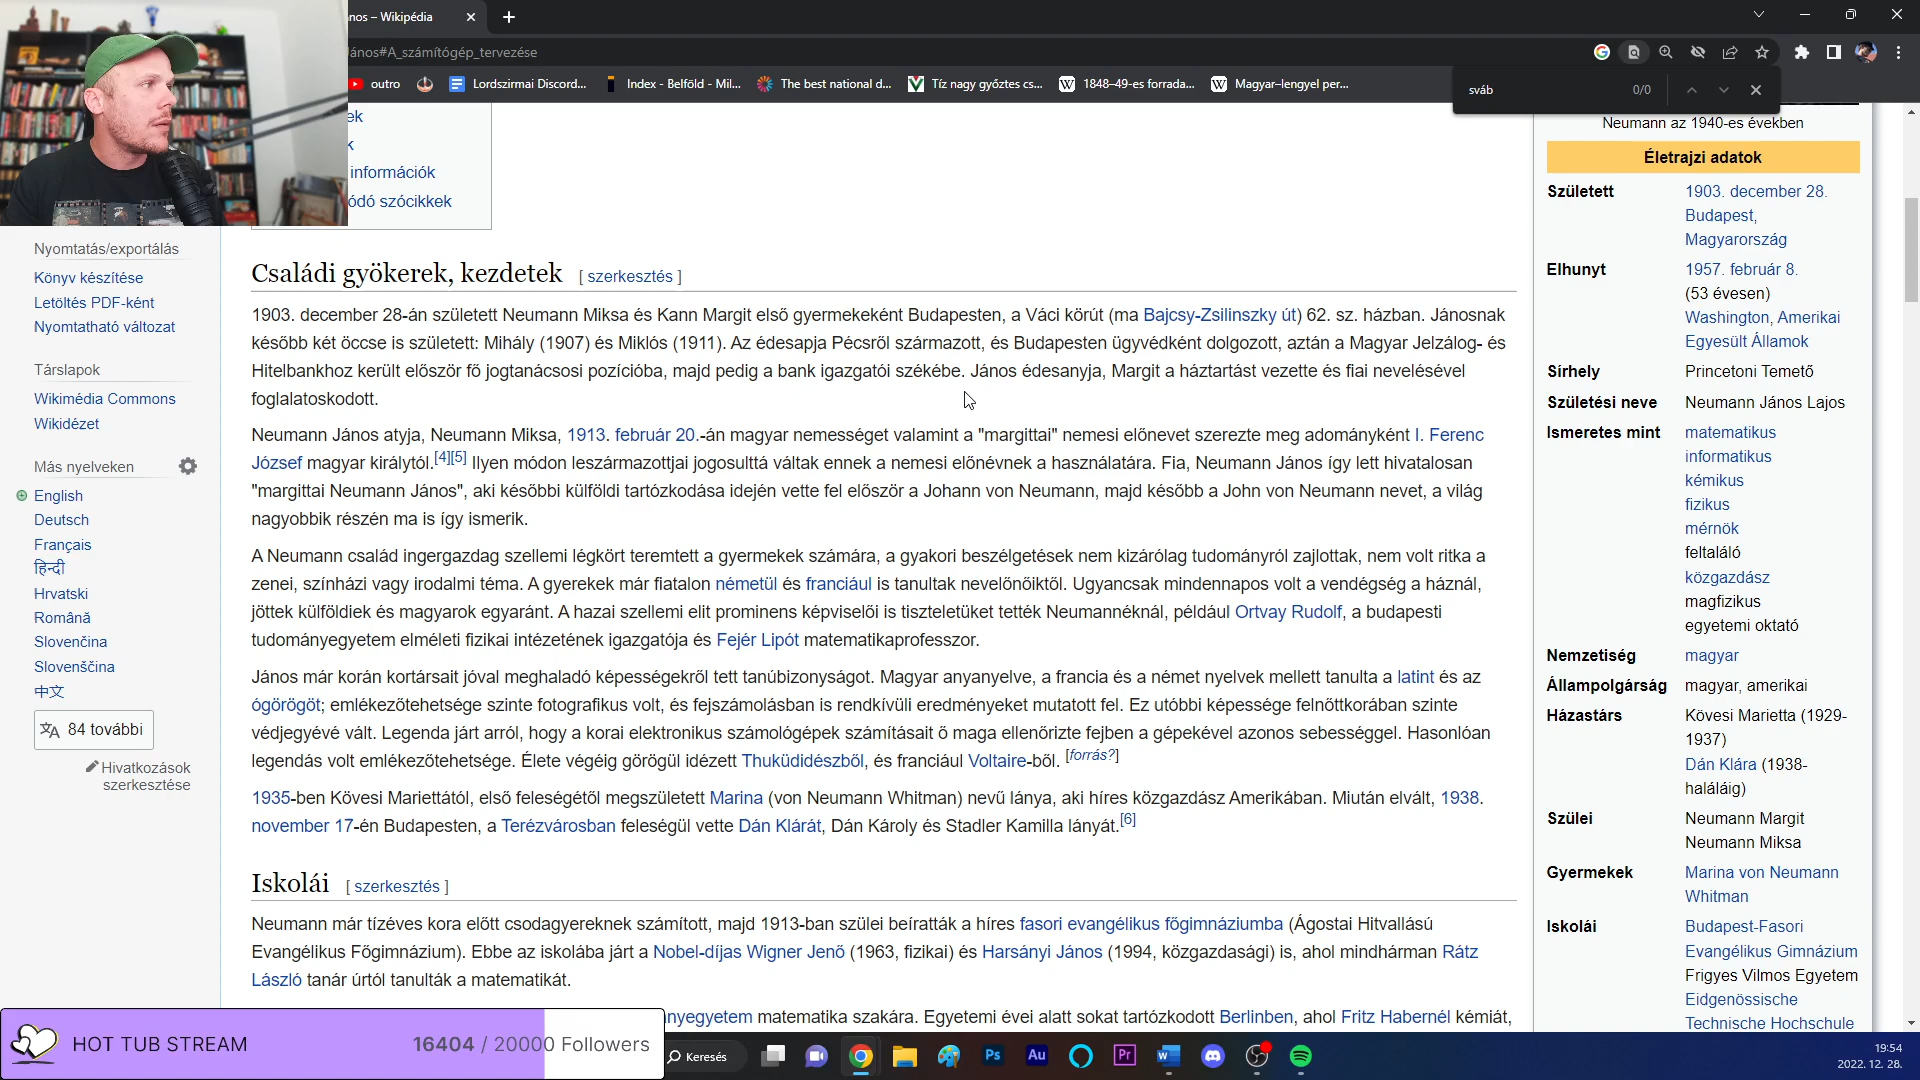 nos – Wikipédia
ános#A_számítógép_tervezése
outro
Lordszirmai Discord...
Index - Belföld - Mil...
The best national d...
Tíz nagy győztes cs...
1848–49-es forrada...
Magyar–lengyel per...
sváb
0/0
ek
k
információk
ódó szócikkek
Nyomtatás/exportálás
Könyv készítése
Letöltés PDF-ként
Nyomtatható változat
Társlapok
Wikimédia Commons
Wikidézet
Más nyelveken
English
Deutsch
Français
हिन्दी
Hrvatski
Română
Slovenčina
Slovenščina
中文
84 további
Hivatkozások
szerkesztése
Családi gyökerek, kezdetek [ szerkesztés ]
1903. december 28-án született Neumann Miksa és Kann Margit első gyermekeként Budapesten, a Váci körút (ma Bajcsy-Zsilinszky út) 62. sz. házban. Jánosnak
később két öccse is született: Mihály (1907) és Miklós (1911). Az édesapja Pécsről származott, és Budapesten ügyvédként dolgozott, aztán a Magyar Jelzálog- és
Hitelbankhoz került először fő jogtanácsosi pozícióba, majd pedig a bank igazgatói székébe. János édesanyja, Margit a háztartást vezette és fiai nevelésével
foglalatoskodott.
Neumann János atyja, Neumann Miksa, 1913. február 20.-án magyar nemességet valamint a "margittai" nemesi előnevet szerezte meg adományként I. Ferenc
József magyar királytól.[4][5] Ilyen módon leszármazottjai jogosulttá váltak ennek a nemesi előnévnek a használatára. Fia, Neumann János így lett hivatalosan
"margittai Neumann János", aki későbbi külföldi tartózkodása idején vette fel először a Johann von Neumann, majd később a John von Neumann nevet, a világ
nagyobbik részén ma is így ismerik.
A Neumann család ingergazdag szellemi légkört teremtett a gyermekek számára, a gyakori beszélgetések nem kizárólag tudományról zajlottak, nem volt ritka a
zenei, színházi vagy irodalmi téma. A gyerekek már fiatalon németül és franciául is tanultak nevelőnőiktől. Ugyancsak mindennapos volt a vendégség a háznál,
jöttek külföldiek és magyarok egyaránt. A hazai szellemi elit prominens képviselői is tiszteletüket tették Neumannéknál, például Ortvay Rudolf, a budapesti
tudományegyetem elméleti fizikai intézetének igazgatója és Fejér Lipót matematikaprofesszor.
János már korán kortársait jóval meghaladó képességekről tett tanúbizonyságot. Magyar anyanyelve, a francia és a német nyelvek mellett tanulta a latint és az
ógörögöt; emlékezőtehetsége szinte fotografikus volt, és fejszámolásban is rendkívüli eredményeket mutatott fel. Ez utóbbi képessége felnőttkorában szinte
védjegyévé vált. Legenda járt arról, hogy a korai elektronikus számológépek számításait ő maga ellenőrizte fejben a gépekével azonos sebességgel. Hasonlóan
legendás volt emlékezőtehetsége. Élete végéig görögül idézett Thuküdidészből, és franciául Voltaire-ből. [forrás?]
1935-ben Kövesi Mariettától, első feleségétől megszületett Marina (von Neumann Whitman) nevű lánya, aki híres közgazdász Amerikában. Miután elvált, 1938.
november 17-én Budapesten, a Terézvárosban feleségül vette Dán Klárát, Dán Károly és Stadler Kamilla lányát.[6]
Iskolái [ szerkesztés ]
Neumann már tízéves kora előtt csodagyereknek számított, majd 1913-ban szülei beíratták a híres fasori evangélikus főgimnáziumba (Ágostai Hitvallású
Evangélikus Főgimnázium). Ebbe az iskolába járt a Nobel-díjas Wigner Jenő (1963, fizikai) és Harsányi János (1994, közgazdasági) is, ahol mindhárman Rátz
László tanár úrtól tanulták a matematikát.
nyegyetem matematika szakára. Egyetemi évei alatt sokat tartózkodott Berlinben, ahol Fritz Habernél kémiát,
Neumann az 1940-es években
Életrajzi adatok
Született 1903. december 28.
Budapest,
Magyarország
Elhunyt 1957. február 8.
(53 évesen)
Washington, Amerikai
Egyesült Államok
Sírhely Princetoni Temető
Születési neve Neumann János Lajos
Ismeretes mint matematikus
informatikus
kémikus
fizikus
mérnök
feltaláló
közgazdász
magfizikus
egyetemi oktató
Nemzetiség magyar
Állampolgárság magyar, amerikai
Házastárs Kövesi Marietta (1929-
1937)
Dán Klára (1938-
haláláig)
Szülei Neumann Margit
Neumann Miksa
Gyermekek Marina von Neumann
Whitman
Iskolái Budapest-Fasori
Evangélikus Gimnázium
Frigyes Vilmos Egyetem
Eidgenössische
Technische Hochschule
HOT TUB STREAM 16404 / 20000 Followers
Keresés
Ps
Au
Pr
19:54
2022. 12. 28.